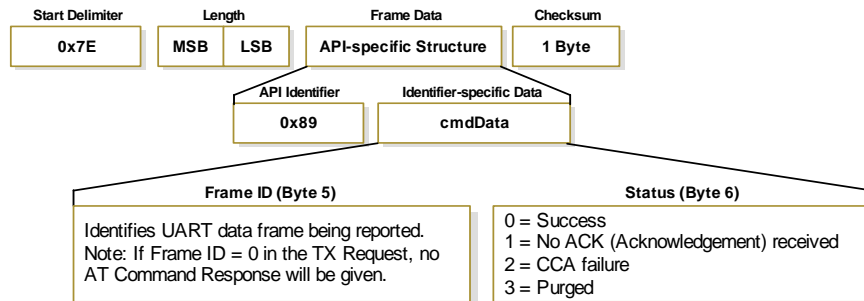 Start Delimiter Length Frame Data Checksum
0x7E MSB LSB API-specific Structure 1 Byte
API Identifier Identifier-specific Data
0x89 cmdData
Frame ID (Byte 5)
Identifies UART data frame being reported.
Note: If Frame ID = 0 in the TX Request, no
AT Command Response will be given.
Status (Byte 6)
0 = Success
1 = No ACK (Acknowledgement) received
2 = CCA failure
3 = Purged